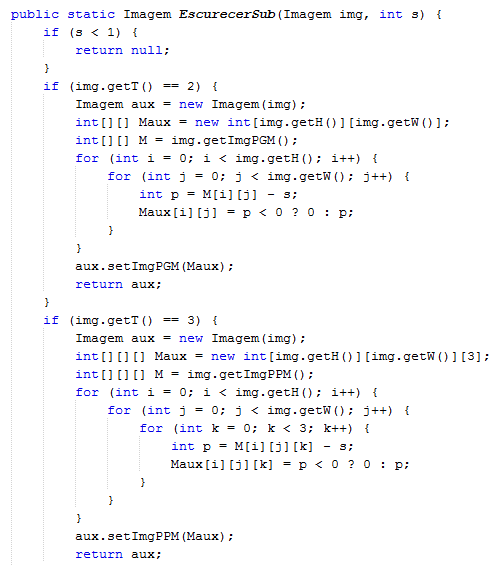 public static Imagem EscurecerSub(Imagem img, int s) {
    if (s < 1) {
        return null;
    }
    if (img.getT() == 2) {
        Imagem aux = new Imagem(img);
        int[][] Maux = new int[img.getH()][img.getW()];
        int[][] M = img.getImgPGM();
        for (int i = 0; i < img.getH(); i++) {
            for (int j = 0; j < img.getW(); j++) {
                int p = M[i][j] - s;
                Maux[i][j] = p < 0 ? 0 : p;
            }
        }
        aux.setImgPGM(Maux);
        return aux;
    }
    if (img.getT() == 3) {
        Imagem aux = new Imagem(img);
        int[][][] Maux = new int[img.getH()][img.getW()][3];
        int[][][] M = img.getImgPPM();
        for (int i = 0; i < img.getH(); i++) {
            for (int j = 0; j < img.getW(); j++) {
                for (int k = 0; k < 3; k++) {
                    int p = M[i][j][k] - s;
                    Maux[i][j][k] = p < 0 ? 0 : p;
                }
            }
        }
        aux.setImgPPM(Maux);
        return aux;